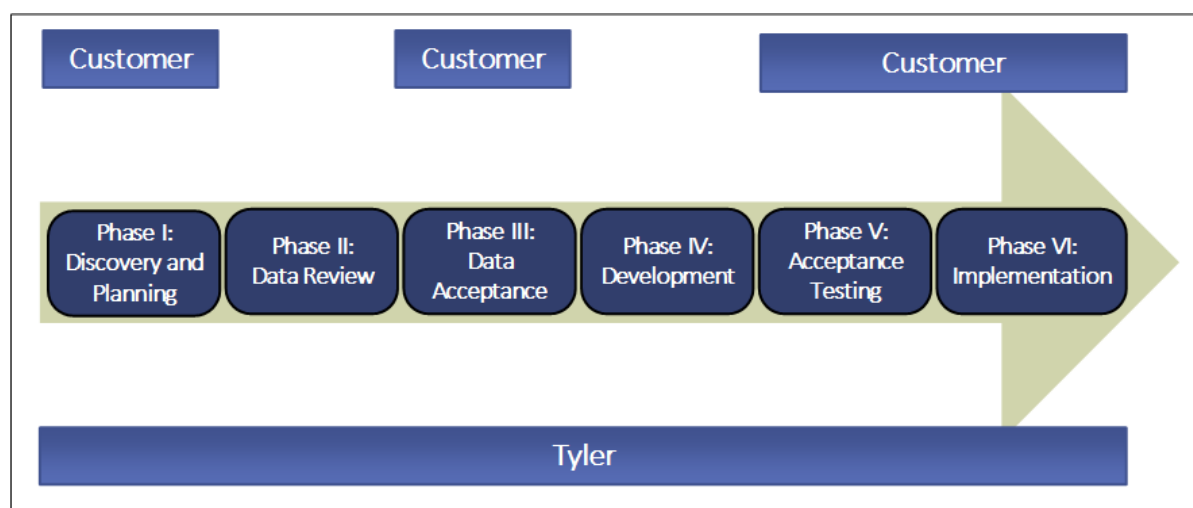 Customer
Customer
Customer
Phase I:
Discovery and
Planning
Phase II:
Data Review
Phase III:
Data
Acceptance
Phase IV:
Development
Phase V:
Acceptance
Testing
Phase VI:
Implementation
Tyler